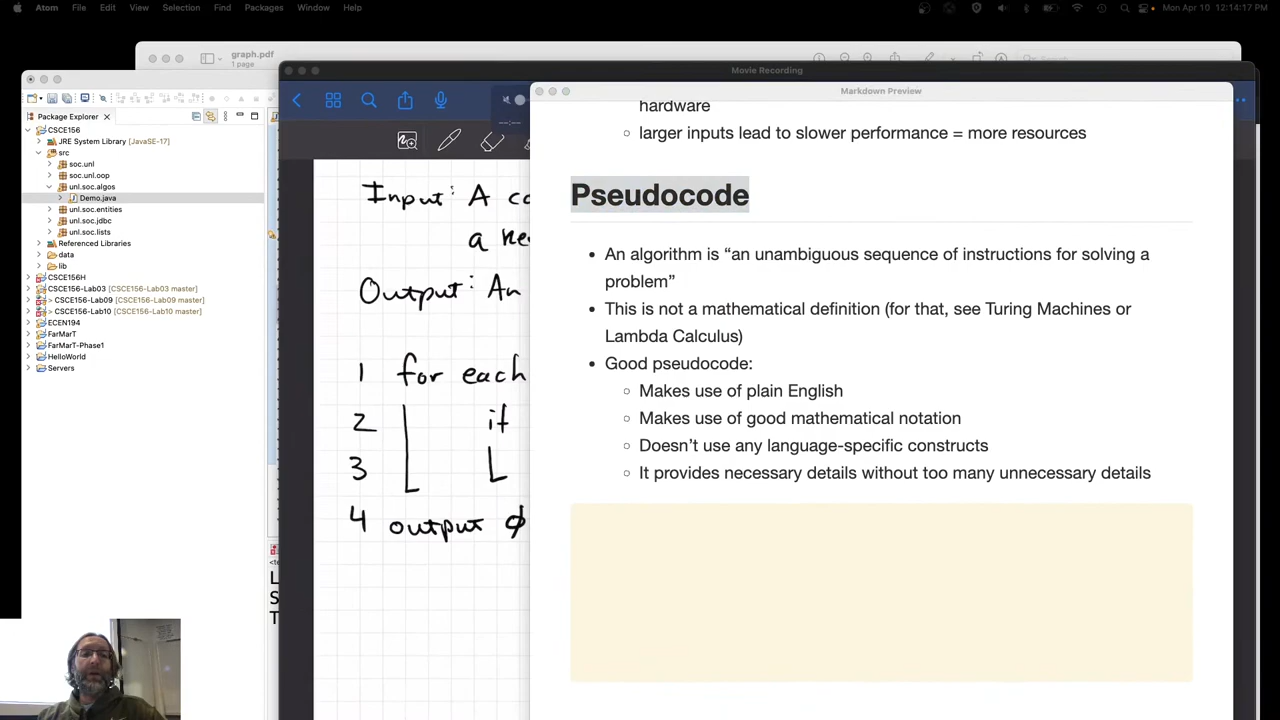 Atom File Edit View Selection Find Packages Window Help
Mon Apr 10 12:14:17 PM
graph.pdf
1 page
Search
Movie Recording
Markdown Preview
Package Explorer
CSCE156
JRE System Library [JavaSE-17]
src
soc.unl
soc.unl.oop
unl.soc.algos
Demo.java
unl.soc.entities
unl.soc.jdbc
unl.soc.lists
Referenced Libraries
data
lib
CSCE156H
CSCE156-Lab03 [CSCE156-Lab03 master]
> CSCE156-Lab09 [CSCE156-Lab09 master]
> CSCE156-Lab10 [CSCE156-Lab10 master]
ECEN194
FarMarT
FarMarT-Phase1
HelloWorld
Servers
L
S
T
Input: A co
a ke
Output: An
1 for each
2 if
3
4 output ϕ
hardware
larger inputs lead to slower performance = more resources
Pseudocode
An algorithm is “an unambiguous sequence of instructions for solving a
problem”
This is not a mathematical definition (for that, see Turing Machines or
Lambda Calculus)
Good pseudocode:
Makes use of plain English
Makes use of good mathematical notation
Doesn’t use any language-specific constructs
It provides necessary details without too many unnecessary details